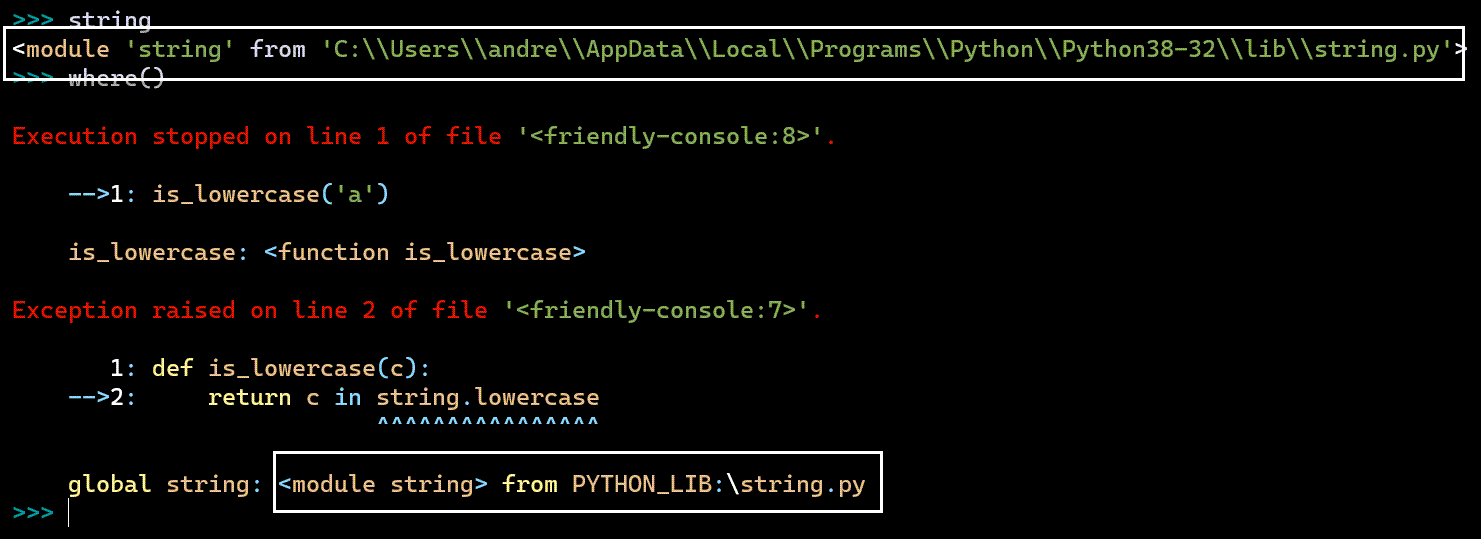 >>> string
<module 'string' from 'C:\\Users\\andre\\AppData\\Local\\Programs\\Python\\Python38-32\\lib\\string.py'>
>>> where()
Execution stopped on line 1 of file '<friendly-console:8>'.
-->1: is_lowercase('a')
is_lowercase: <function is_lowercase>
Exception raised on line 2 of file '<friendly-console:7>'.
1: def is_lowercase(c):
-->2:     return c in string.lowercase
^^^^^^^^^^^^^^^^
global string: <module string> from PYTHON_LIB:\string.py
>>>